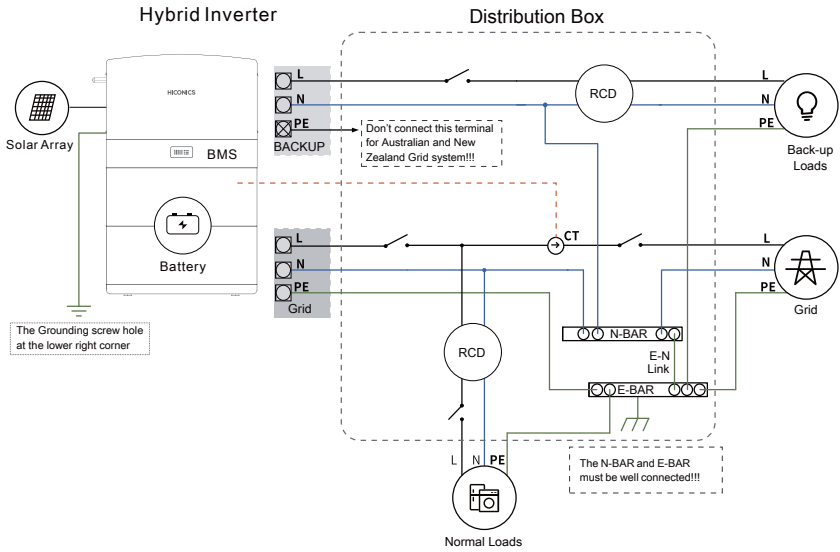 Hybrid Inverter
Distribution Box
HICONICS
BMS
Solar Array
Battery
The Grounding screw hole
at the lower right corner
L
N
PE
BACKUP
Don't connect this terminal
for Australian and New
Zealand Grid system!!!
RCD
L
N
PE
Back-up
Loads
L
N
PE
Grid
CT
L
N
PE
Grid
N-BAR
E-N
Link
E-BAR
RCD
L N PE
Normal Loads
The N-BAR and E-BAR
must be well connected!!!